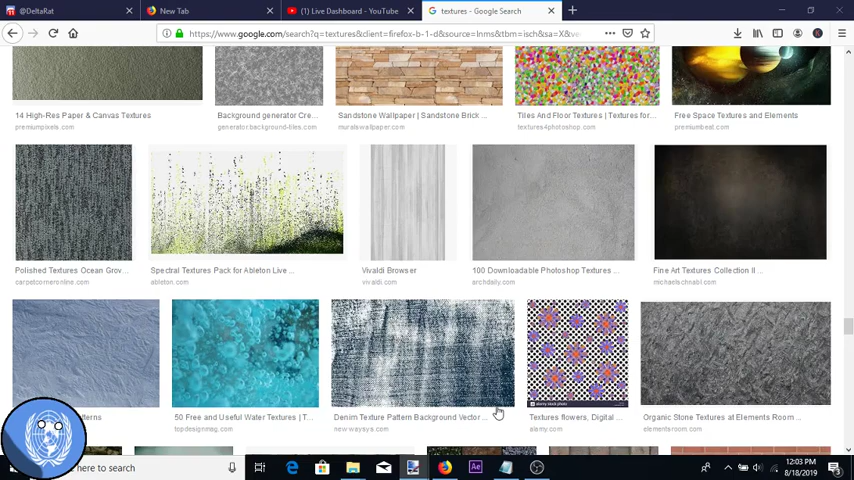 @DeltaRat
New Tab
(1) Live Dashboard - YouTube
textures - Google Search
https://www.google.com/search?q=textures&client=firefox-b-1-d&source=lnms&tbm=isch&sa=X&ve
14 High-Res Paper & Canvas Textures
premiumpixels.com
Background generator Cre...
generator.background-tiles.com
Sandstone Wallpaper | Sandstone Brick ...
muralswallpaper.com
Tiles And Floor Textures | Textures for...
textures4photoshop.com
Free Space Textures and Elements
premiumbeat.com
Polished Textures Ocean Grov...
carpetcorneronline.com
Spectral Textures Pack for Ableton Live ...
ableton.com
Vivaldi Browser
vivaldi.com
100 Downloadable Photoshop Textures ...
archdaily.com
Fine Art Textures Collection II ...
michaelschnabl.com
terns
50 Free and Useful Water Textures | T...
topdesignmag.com
Denim Texture Pattern Background Vector ...
new.waysya.com
Textures flowers, Digital ...
alamy.com
Organic Stone Textures at Elements Room ...
elementsroom.com
here to search
Ae
12:03 PM
8/18/2019
3